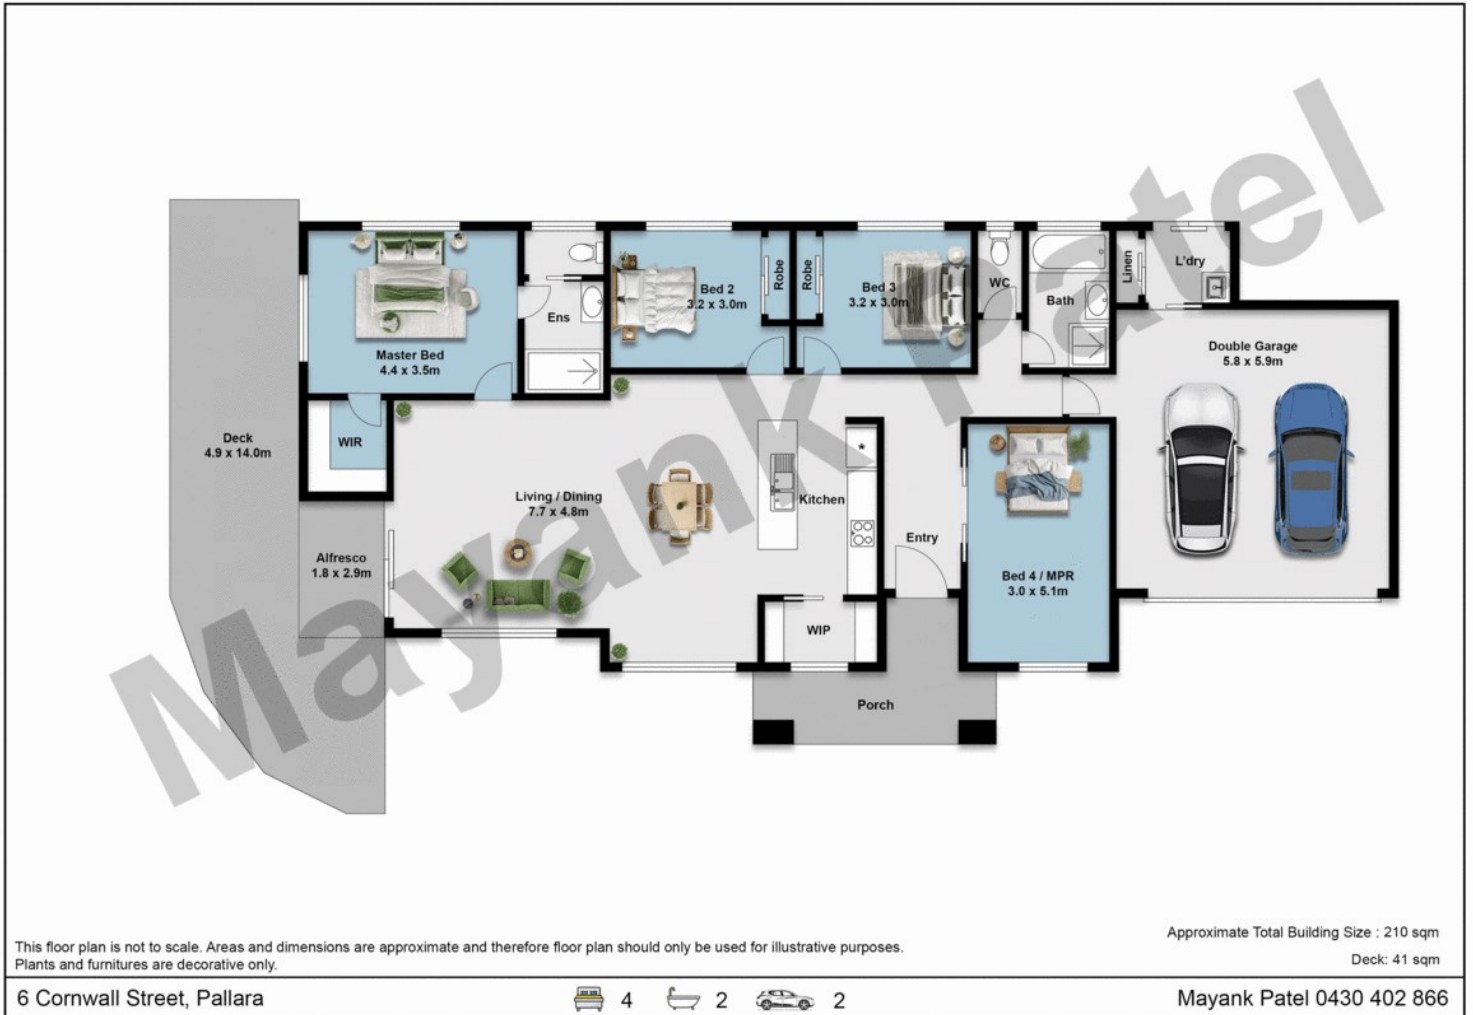 Mayank Patel
Master Bed
4.4 x 3.5m
Ens
Bed 2
3.2 x 3.0m
Robe
Robe
Bed 3
3.2 x 3.0m
WC
Bath
Linen
L'dry
Double Garage
5.8 x 5.9m
WIR
Deck
4.9 x 14.0m
Living / Dining
7.7 x 4.8m
Kitchen
*
Alfresco
1.8 x 2.9m
Entry
Bed 4 / MPR
3.0 x 5.1m
WIP
Porch
Approximate Total Building Size : 210 sqm
Deck: 41 sqm
This floor plan is not to scale. Areas and dimensions are approximate and therefore floor plan should only be used for illustrative purposes.
Plants and furnitures are decorative only.
6 Cornwall Street, Pallara
4 2 2
Mayank Patel 0430 402 866